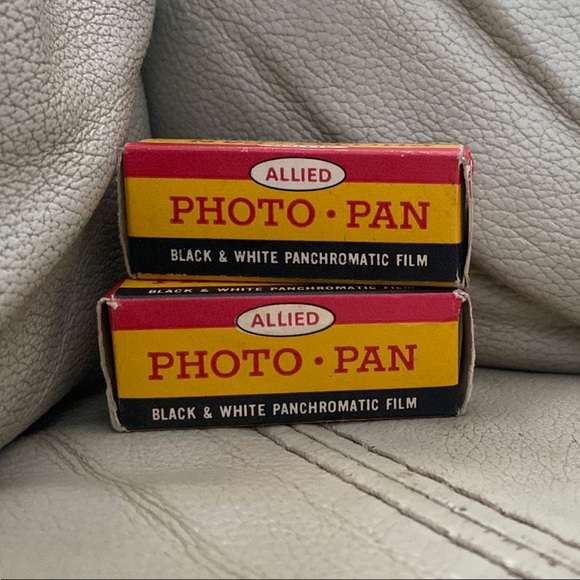 ALLIED
PHOTO · PAN
BLACK & WHITE PANCHROMATIC FILM
BLACK & WHITE PANCHROMATIC FILM
ALLIED
PHOTO · PAN
BLACK & WHITE PANCHROMATIC FILM